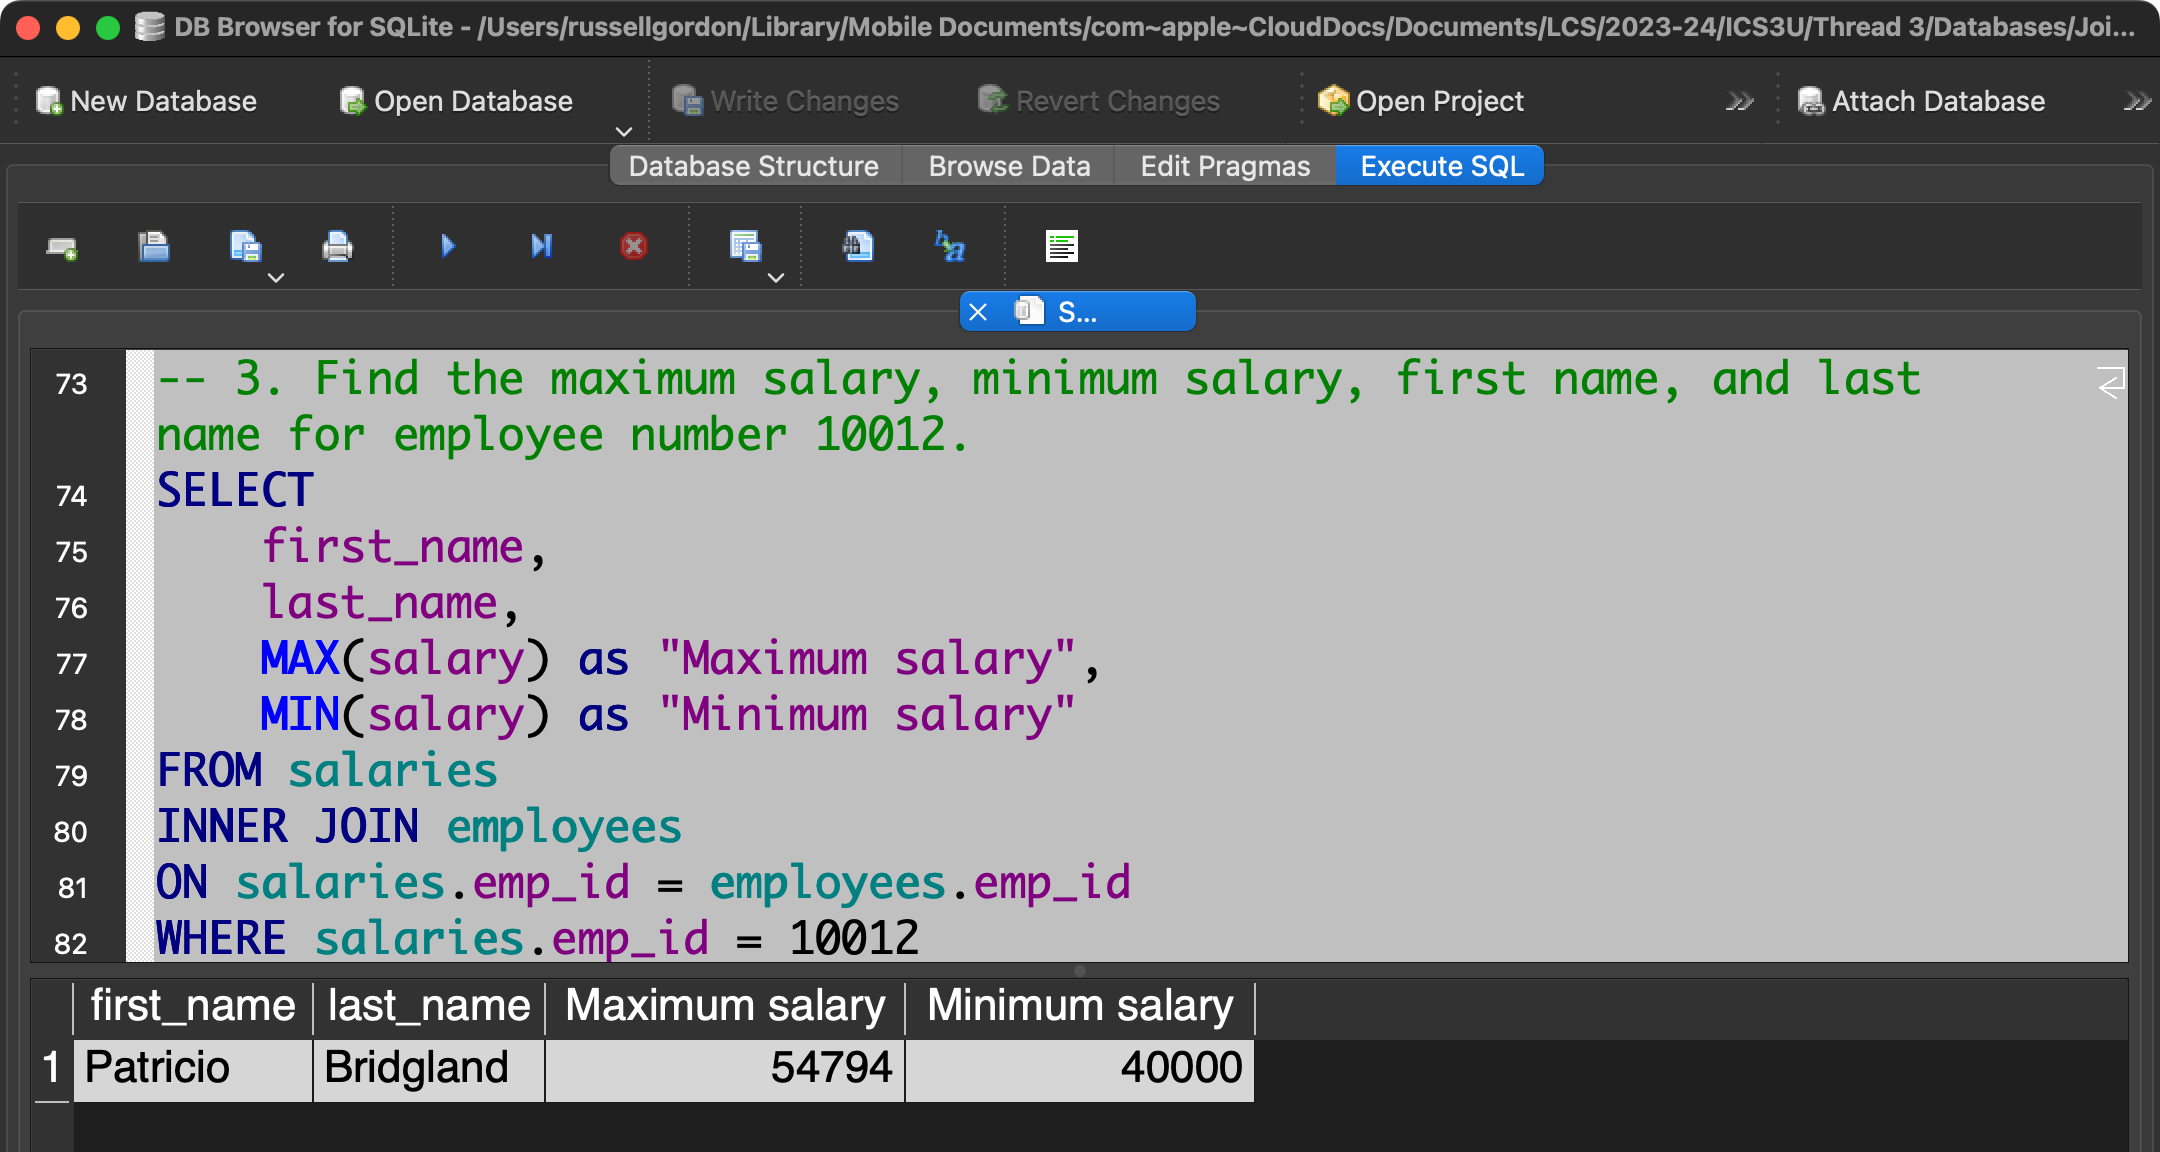 DB Browser for SQLite - /Users/russellgordon/Library/Mobile Documents/com~apple~CloudDocs/Documents/LCS/2023-24/ICS3U/Thread 3/Databases/Joi...
New Database Open Database Write Changes Revert Changes Open Project Attach Database
Database Structure Browse Data Edit Pragmas Execute SQL
S...
73 -- 3. Find the maximum salary, minimum salary, first name, and last
name for employee number 10012.
74 SELECT
75 first_name,
76 last_name,
77 MAX(salary) as "Maximum salary",
78 MIN(salary) as "Minimum salary"
79 FROM salaries
80 INNER JOIN employees
81 ON salaries.emp_id = employees.emp_id
82 WHERE salaries.emp_id = 10012
first_name last_name Maximum salary Minimum salary
1 Patricio Bridgland 54794 40000